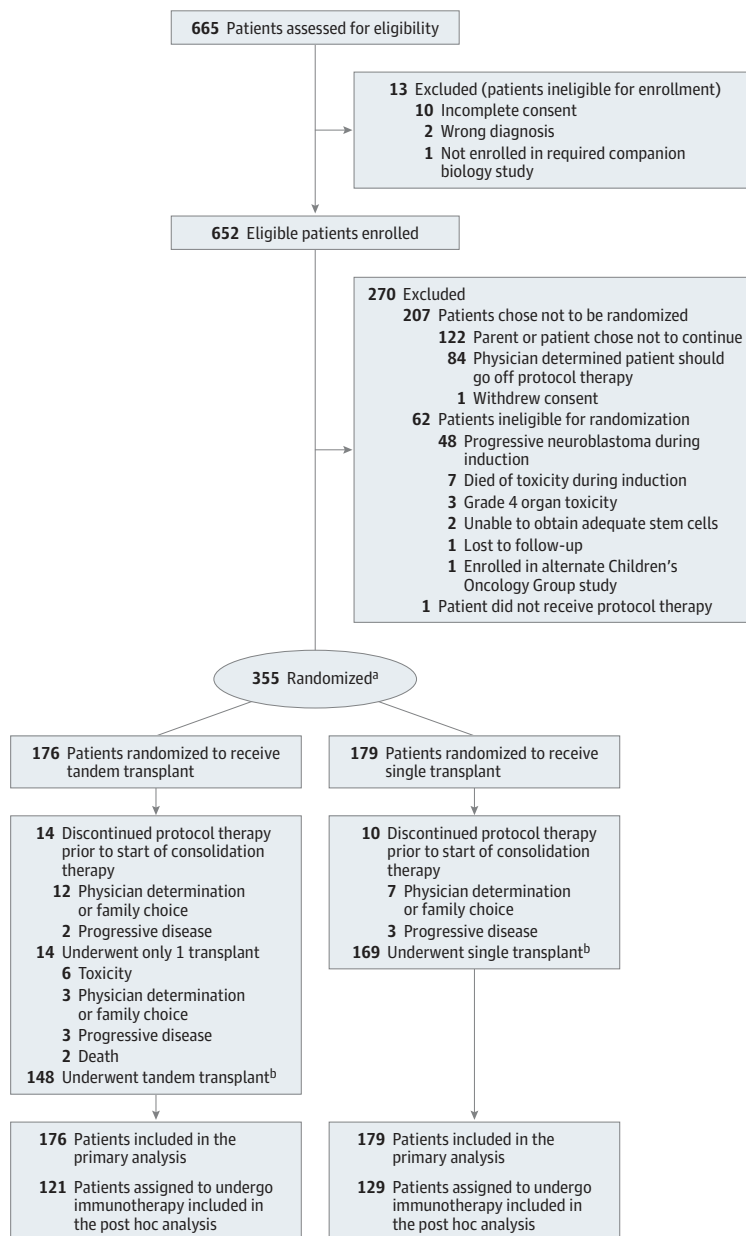 665 Patients assessed for eligibility
13 Excluded (patients ineligible for enrollment)
10 Incomplete consent
2 Wrong diagnosis
1 Not enrolled in required companion
biology study
652 Eligible patients enrolled
270 Excluded
207 Patients chose not to be randomized
122 Parent or patient chose not to continue
84 Physician determined patient should
go off protocol therapy
1 Withdrew consent
62 Patients ineligible for randomization
48 Progressive neuroblastoma during
induction
7 Died of toxicity during induction
3 Grade 4 organ toxicity
2 Unable to obtain adequate stem cells
1 Lost to follow-up
1 Enrolled in alternate Children's
Oncology Group study
1 Patient did not receive protocol therapy
355 Randomizedᵃ
176 Patients randomized to receive
tandem transplant
179 Patients randomized to receive
single transplant
14 Discontinued protocol therapy
prior to start of consolidation
therapy
12 Physician determination
or family choice
2 Progressive disease
14 Underwent only 1 transplant
6 Toxicity
3 Physician determination
or family choice
3 Progressive disease
2 Death
148 Underwent tandem transplantᵇ
10 Discontinued protocol therapy
prior to start of consolidation
therapy
7 Physician determination
or family choice
3 Progressive disease
169 Underwent single transplantᵇ
176 Patients included in the
primary analysis
121 Patients assigned to undergo
immunotherapy included in
the post hoc analysis
179 Patients included in the
primary analysis
129 Patients assigned to undergo
immunotherapy included in
the post hoc analysis